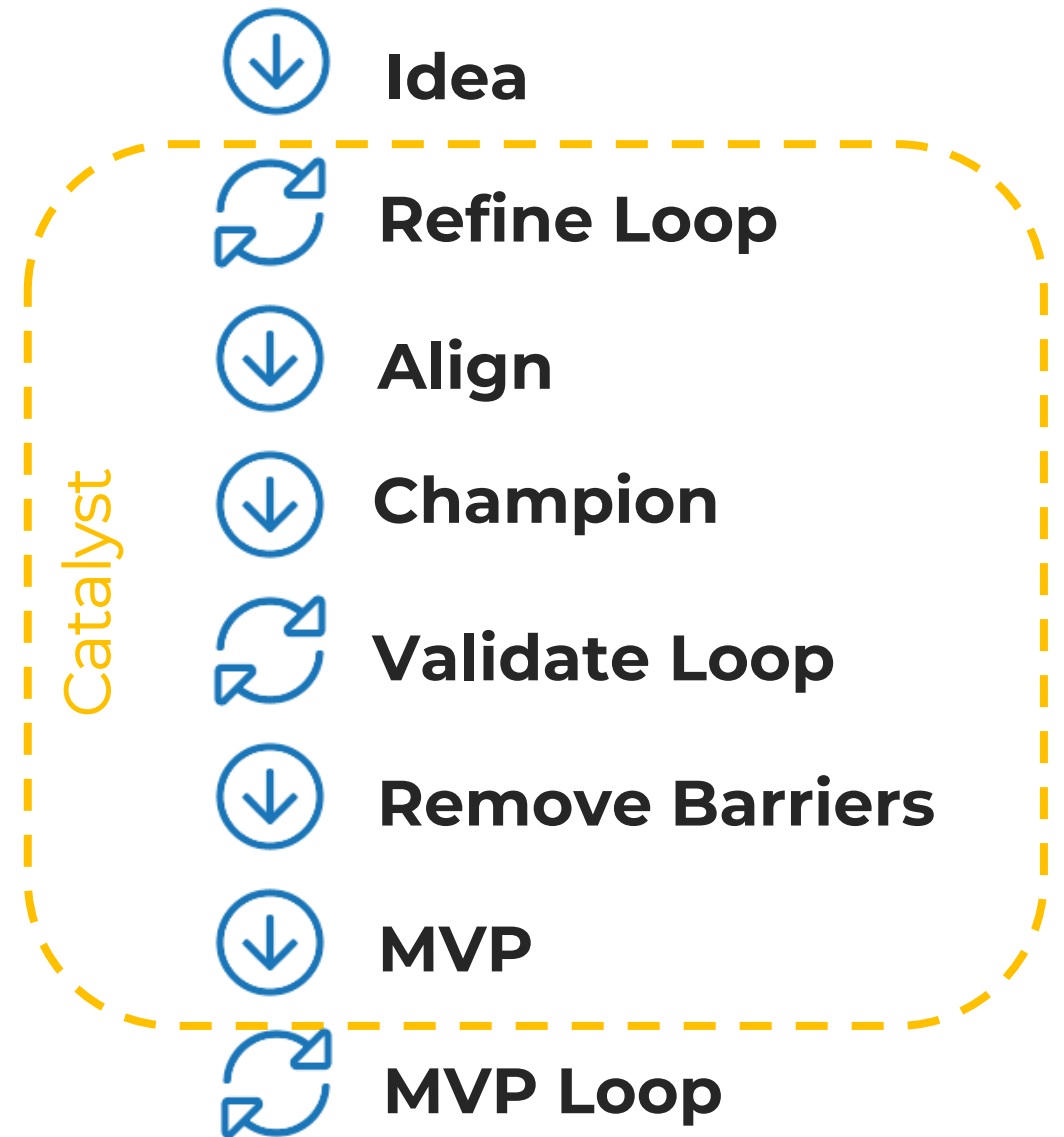 Idea
Refine Loop
Align
Champion
Catalyst
Validate Loop
Remove Barriers
MVP
MVP Loop